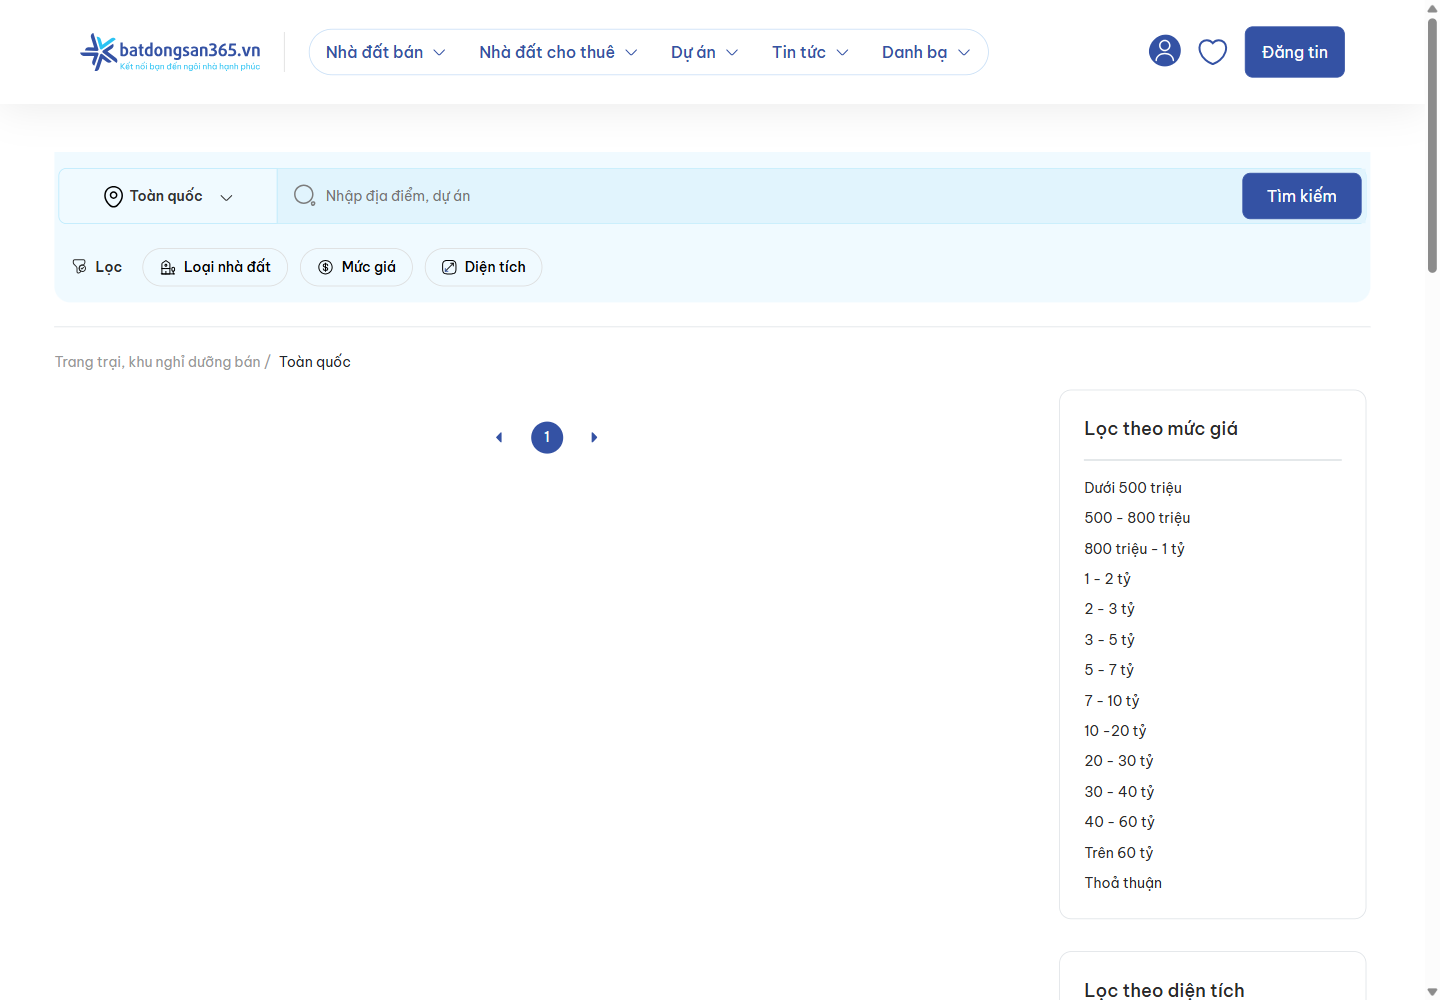 batdongsan365.vn
Kết nối bạn đến ngôi nhà hạnh phúc
Nhà đất bán
Nhà đất cho thuê
Dự án
Tin tức
Danh bạ
Đăng tin
Toàn quốc
Nhập địa điểm, dự án
Tìm kiếm
Lọc
Loại nhà đất
Mức giá
Diện tích
Trang trại, khu nghỉ dưỡng bán / Toàn quốc
1
Lọc theo mức giá
Dưới 500 triệu
500 - 800 triệu
800 triệu - 1 tỷ
1 - 2 tỷ
2 - 3 tỷ
3 - 5 tỷ
5 - 7 tỷ
7 - 10 tỷ
10 -20 tỷ
20 - 30 tỷ
30 - 40 tỷ
40 - 60 tỷ
Trên 60 tỷ
Thoả thuận
Lọc theo diện tích